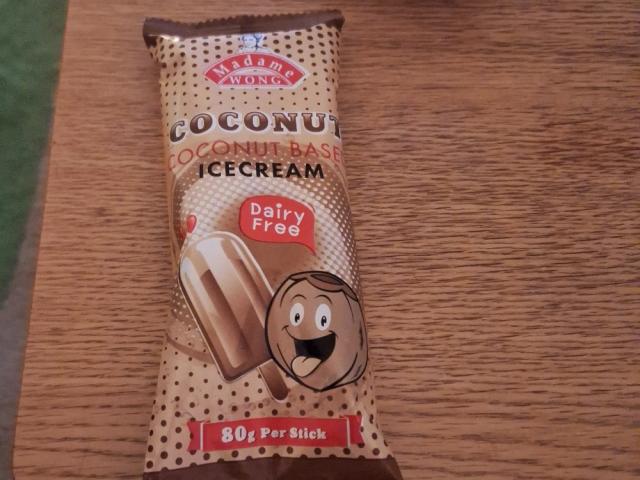 Madame
WONG
COCONUT
COCONUT BASE
ICECREAM
Dairy
Free
80g Per Stick